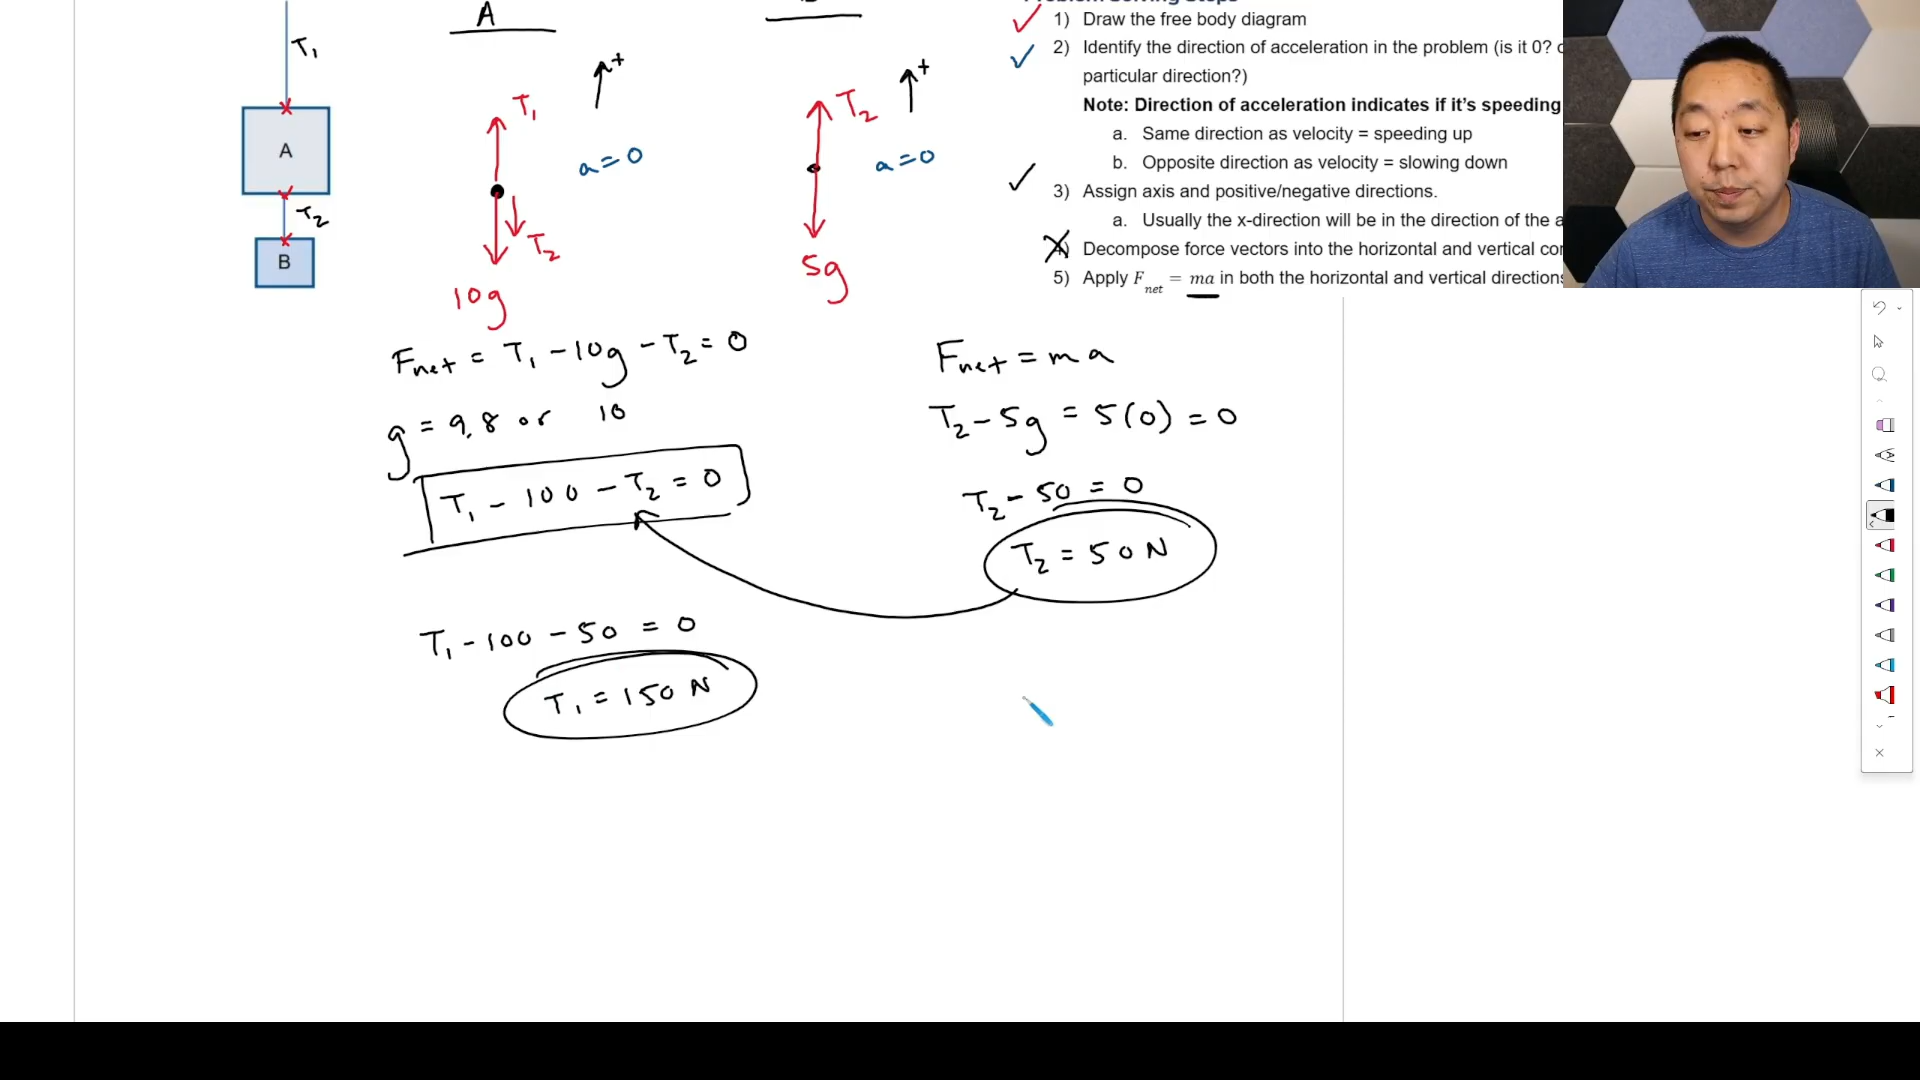 A
1) Draw the free body diagram
2) Identify the direction of acceleration in the problem (is it 0?
particular direction?)
Note: Direction of acceleration indicates if it's speeding
a. Same direction as velocity = speeding up
b. Opposite direction as velocity = slowing down
3) Assign axis and positive/negative directions.
a. Usually the x-direction will be in the direction of the a
4) Decompose force vectors into the horizontal and vertical
5) Apply F net = ma in both the horizontal and vertical directions
T₁
A
T₂
B
T₁
+
a=0
T₂
10g
T₂
+
a=0
5g
Fnet = T₁ - 10g - T₂ = 0
g = 9.8 or 10
T₁ - 100 - T₂ = 0
T₁ - 100 - 50 = 0
T₁ = 150 N
Fnet = ma
T₂ - 5g = 5(0) = 0
T₂ - 50 = 0
T₂ = 50 N